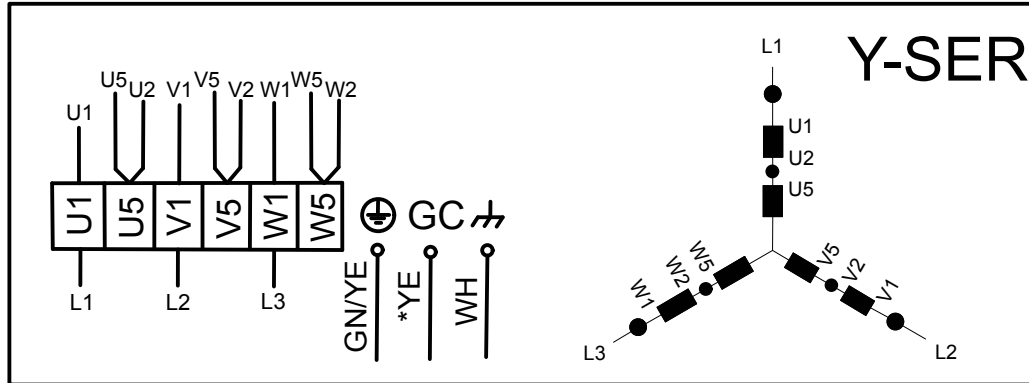 Y-SER
U1 U5 U2 V1 V5 V2 W1 W5 W2
U1 U5 V1 V5 W1 W5
L1 L2 L3
GC
GN/YE *YE WH
L1
U1
U2
U5
W1 W2 W5
V5 V2 V1
L3
L2